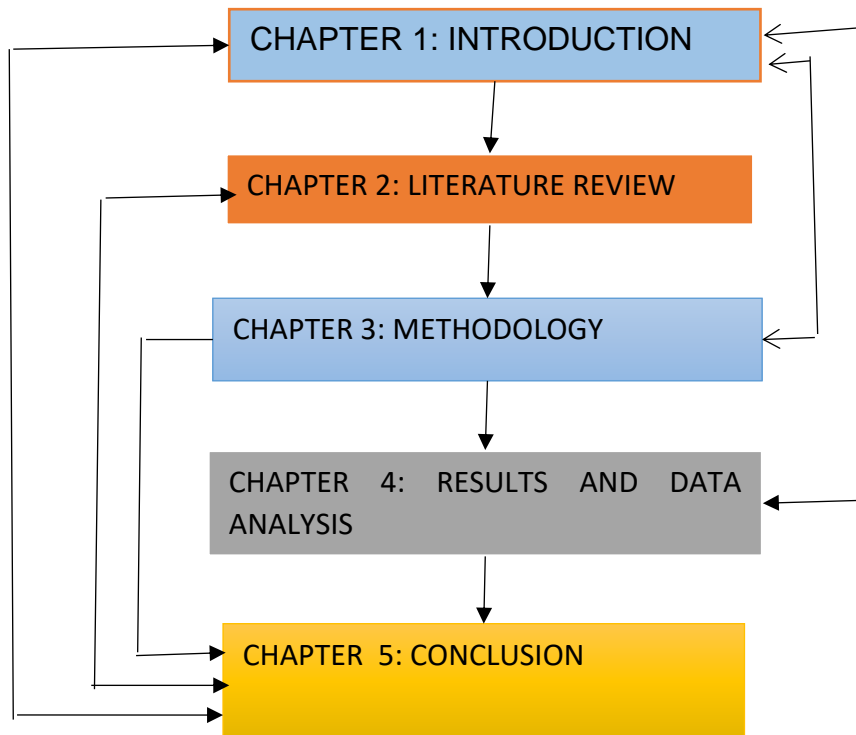 CHAPTER 1: INTRODUCTION
CHAPTER 2: LITERATURE REVIEW
CHAPTER 3: METHODOLOGY
CHAPTER 4: RESULTS AND DATA
ANALYSIS
CHAPTER 5: CONCLUSION